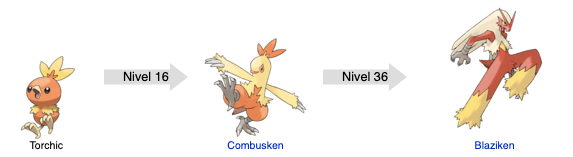 Nivel 16
Nivel 36
Torchic
Combusken
Blaziken